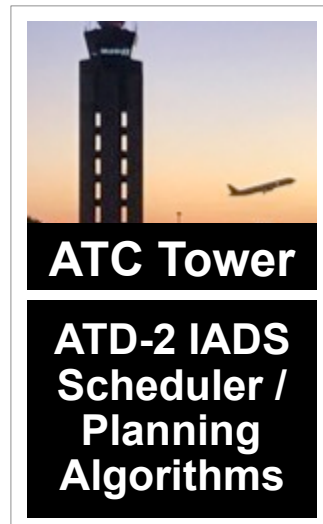 ATC Tower
ATD-2 IADS
Scheduler /
Planning
Algorithms